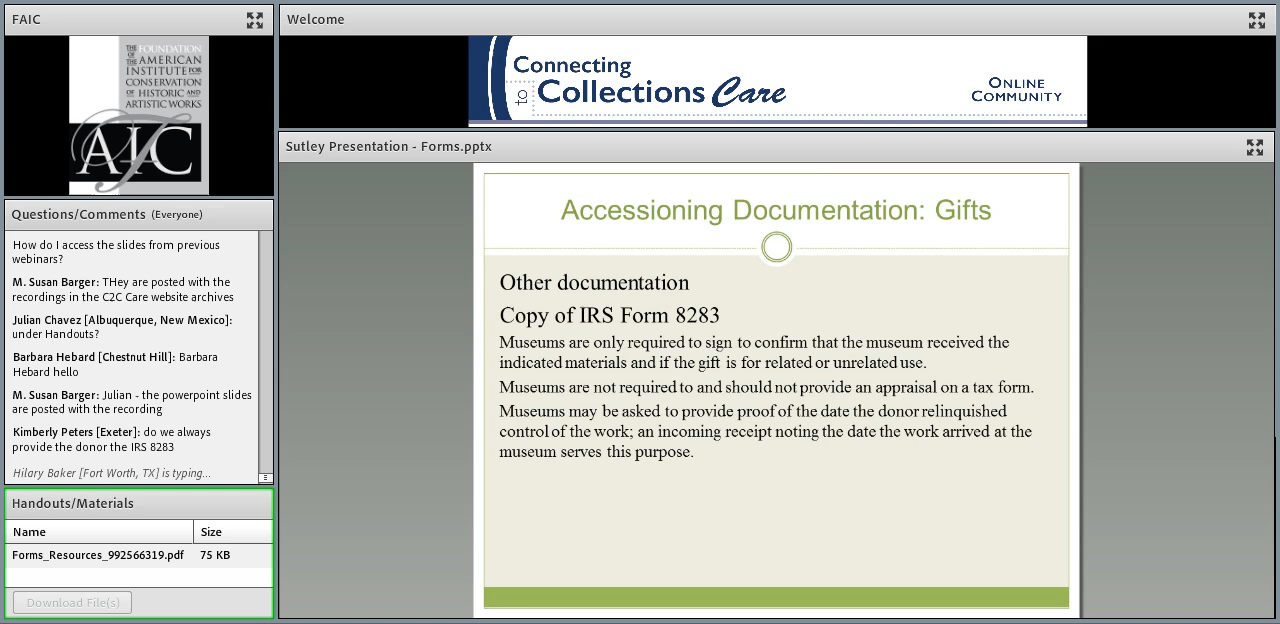 FAIC
THE FOUNDATION
OF THE AMERICAN
INSTITUTE FOR
CONSERVATION
OF HISTORIC AND
ARTISTIC WORKS
AIC
Welcome
Connecting
to Collections Care
ONLINE
COMMUNITY
Questions/Comments (Everyone)
How do I access the slides from previous
webinars?
M. Susan Barger: THey are posted with the
recordings in the C2C Care website archives
Julian Chavez [Albuquerque, New Mexico]:
under Handouts?
Barbara Hebard [Chestnut Hill]: Barbara
Hebard hello
M. Susan Barger: Julian - the powerpoint slides
are posted with the recording
Kimberly Peters [Exeter]: do we always
provide the donor the IRS 8283
Hilary Baker [Fort Worth, TX] is typing...
Handouts/Materials
Name Size
Forms_Resources_992566319.pdf 75 KB
Download File(s)
Sutley Presentation - Forms.pptx
Accessioning Documentation: Gifts
Other documentation
Copy of IRS Form 8283
Museums are only required to sign to confirm that the museum received the
indicated materials and if the gift is for related or unrelated use.
Museums are not required to and should not provide an appraisal on a tax form.
Museums may be asked to provide proof of the date the donor relinquished
control of the work; an incoming receipt noting the date the work arrived at the
museum serves this purpose.